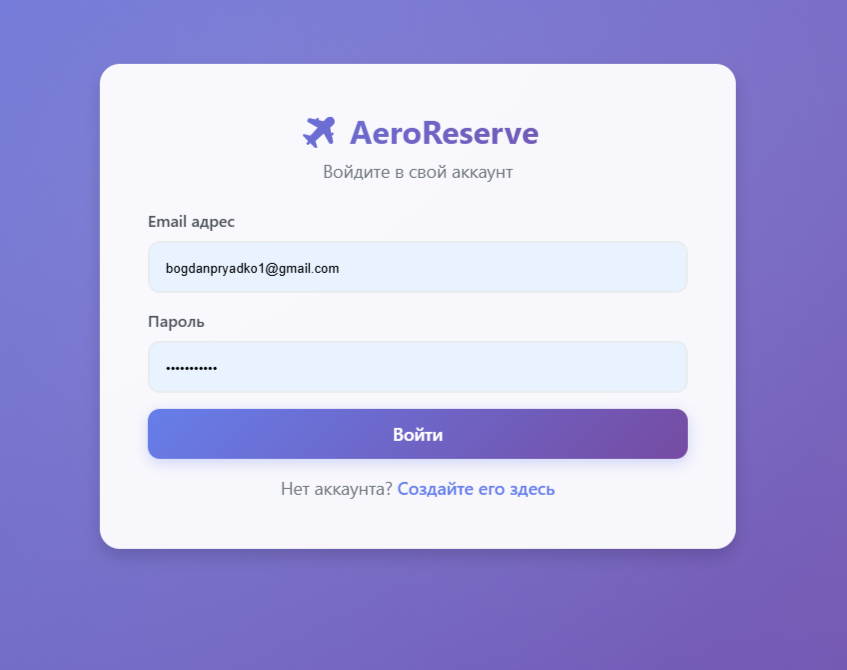 AeroReserve
Войдите в свой аккаунт
Email адрес
bogdanpryadko1@gmail.com
Пароль
•••••••••••
Войти
Нет аккаунта? Создайте его здесь